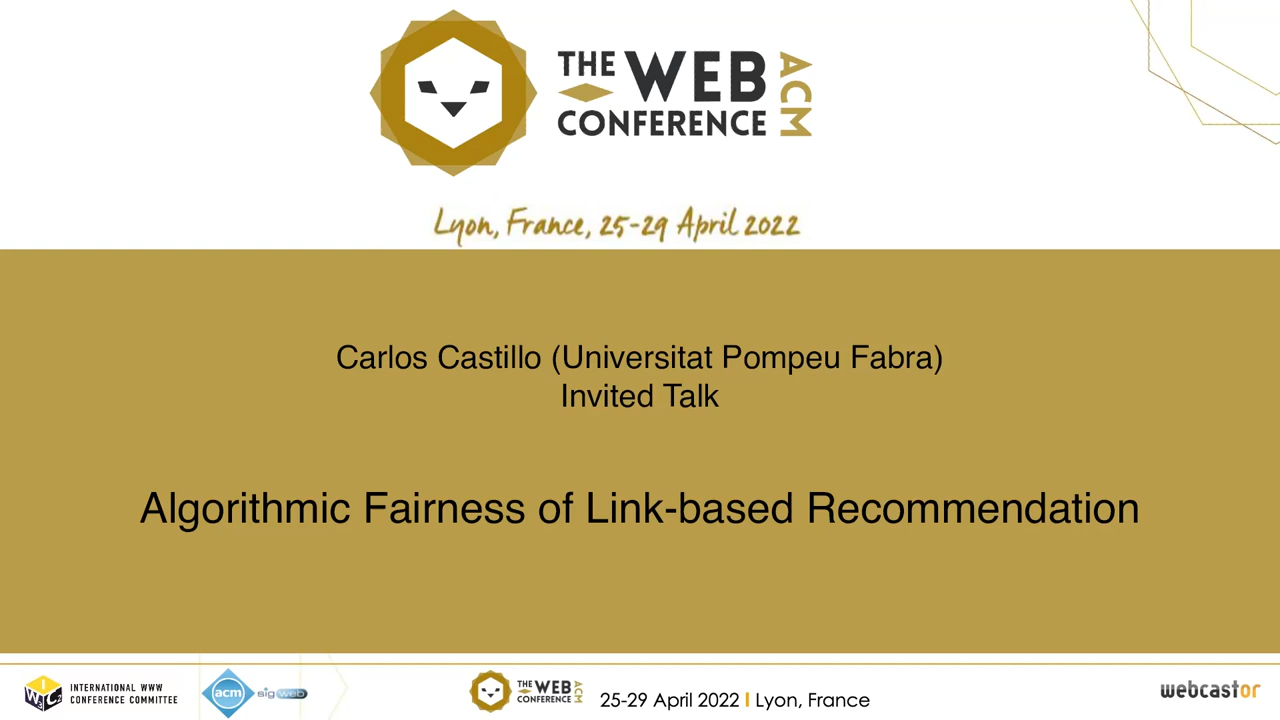 THE WEB
CONFERENCE
ACM
Lyon, France, 25-29 April 2022
Carlos Castillo (Universitat Pompeu Fabra)
Invited Talk
Algorithmic Fairness of Link-based Recommendation
INTERNATIONAL WWW
CONFERENCE COMMITTEE
acm
sigweb
THE WEB
CONFERENCE
ACM
25-29 April 2022 I Lyon, France
webcastor